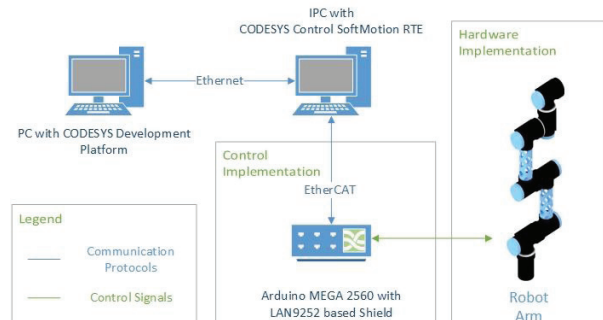 IPC with
CODESYS Control SoftMotion RTE
Hardware
Implementation
Ethernet
PC with CODESYS Development
Platform
Control
Implementation
EtherCAT
Legend
Communication
Protocols
Control Signals
Arduino MEGA 2560 with
LAN9252 based Shield
Robot
Arm